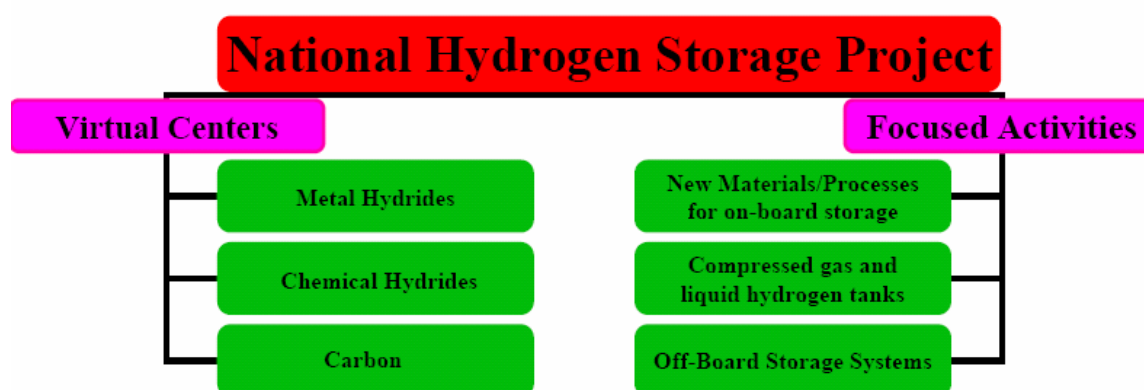 National Hydrogen Storage Project
Virtual Centers
Focused Activities
Metal Hydrides
Chemical Hydrides
Carbon
New Materials/Processes
for on-board storage
Compressed gas and
liquid hydrogen tanks
Off-Board Storage Systems